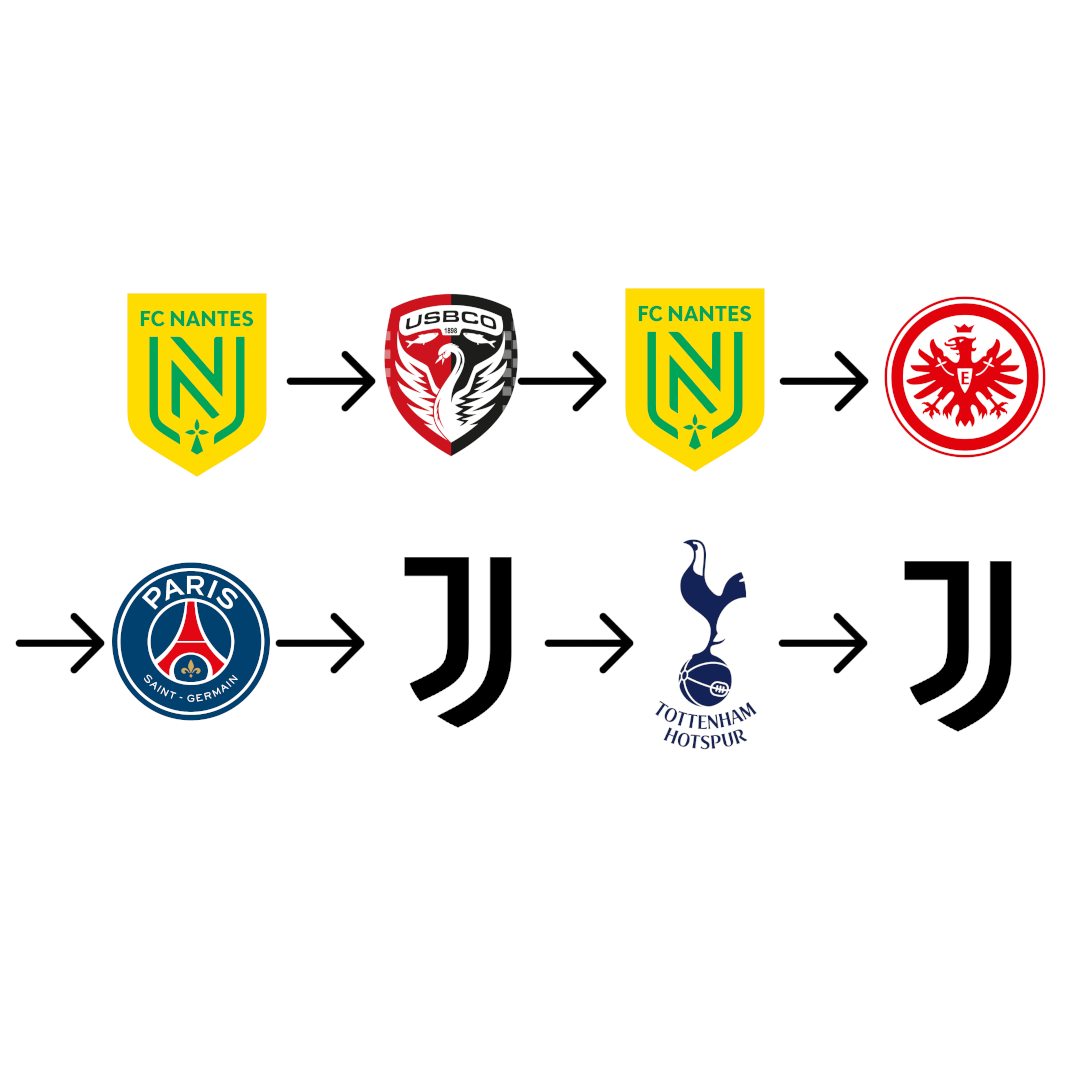 FC NANTES
USBCO
1898
FC NANTES
E
PARIS
SAINT - GERMAIN
TOTTENHAM
HOTSPUR